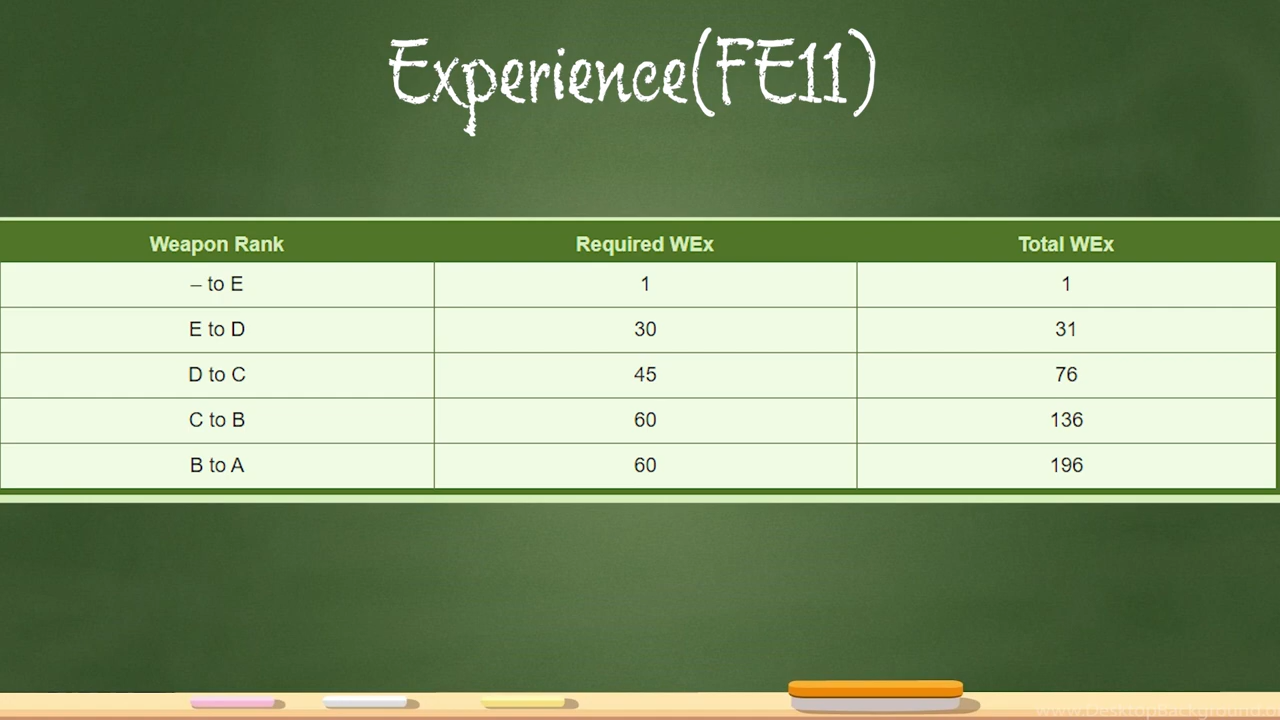 Experience(FE11)
Weapon Rank Required WEx Total WEx
– to E 1 1
E to D 30 31
D to C 45 76
C to B 60 136
B to A 60 196